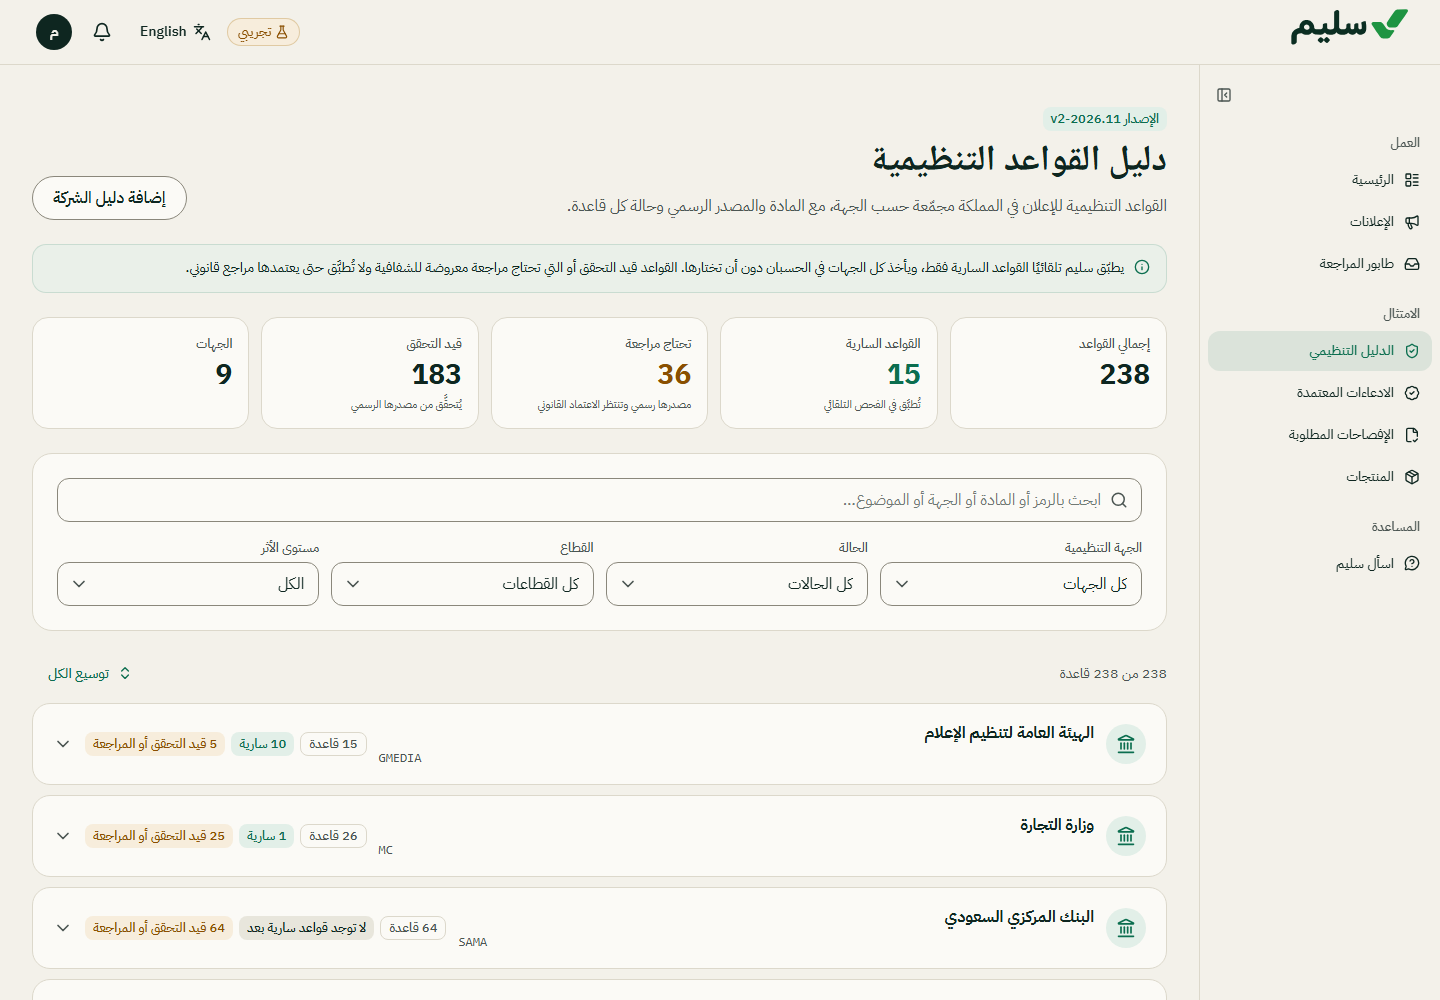 سليم
تجريبي
English
م
العمل
الرئيسية
الإعلانات
طابور المراجعة
الامتثال
الدليل التنظيمي
الادعاءات المعتمدة
الإفصاحات المطلوبة
المنتجات
المساعدة
اسأل سليم
الإصدار 2026.11-v2
دليل القواعد التنظيمية
القواعد التنظيمية للإعلان في المملكة مجمّعة حسب الجهة، مع المادة والمصدر الرسمي وحالة كل قاعدة.
إضافة دليل الشركة
يطبّق سليم تلقائيًا القواعد السارية فقط، ويأخذ كل الجهات في الحسبان دون أن تختارها. القواعد قيد التحقق أو التي تحتاج مراجعة معروضة للشفافية ولا تُطبَّق حتى يعتمدها مراجع قانوني.
إجمالي القواعد
238
القواعد السارية
15
تُطبَّق في الفحص التلقائي
تحتاج مراجعة
36
مصدرها رسمي وتنتظر الاعتماد القانوني
قيد التحقق
183
يُتحقَّق من مصدرها الرسمي
الجهات
9
ابحث بالرمز أو المادة أو الجهة أو الموضوع...
الجهة التنظيمية
كل الجهات
الحالة
كل الحالات
القطاع
كل القطاعات
مستوى الأثر
الكل
238 من 238 قاعدة
توسيع الكل
الهيئة العامة لتنظيم الإعلام
GMEDIA
15 قاعدة
10 سارية
5 قيد التحقق أو المراجعة
وزارة التجارة
MC
26 قاعدة
1 سارية
25 قيد التحقق أو المراجعة
البنك المركزي السعودي
SAMA
64 قاعدة
لا توجد قواعد سارية بعد
64 قيد التحقق أو المراجعة